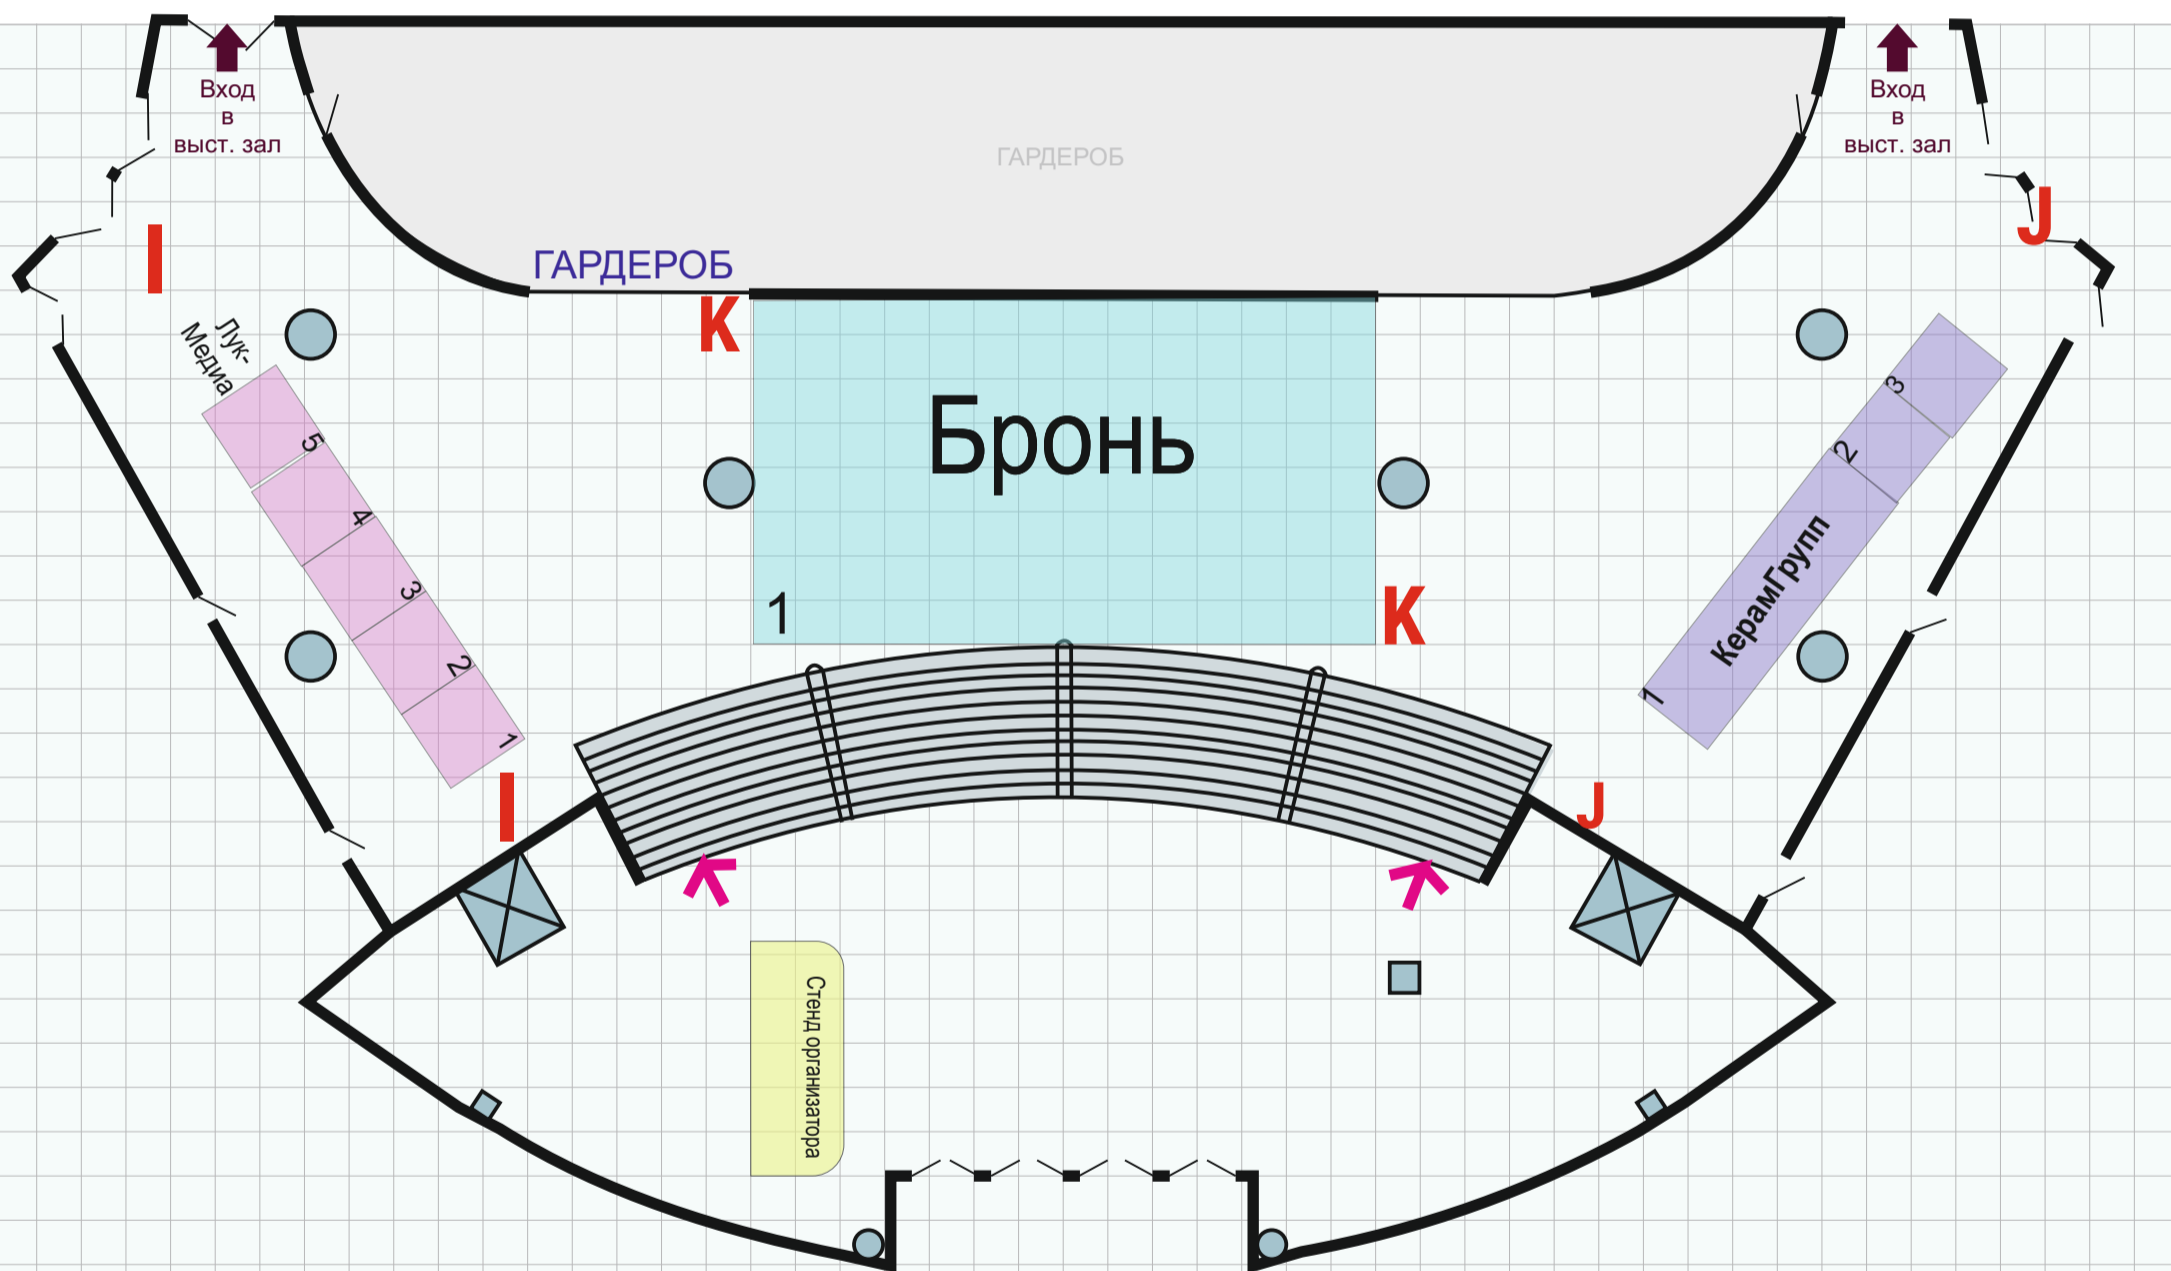 Вход
в
выст. зал
Вход
в
выст. зал
ГАРДЕРОБ
I
J
ГАРДЕРОБ
K
Лук-
Медиа
Бронь
1
K
5
4
3
2
1
3
2
КерамГрупп
1
I
J
Стенд организатора